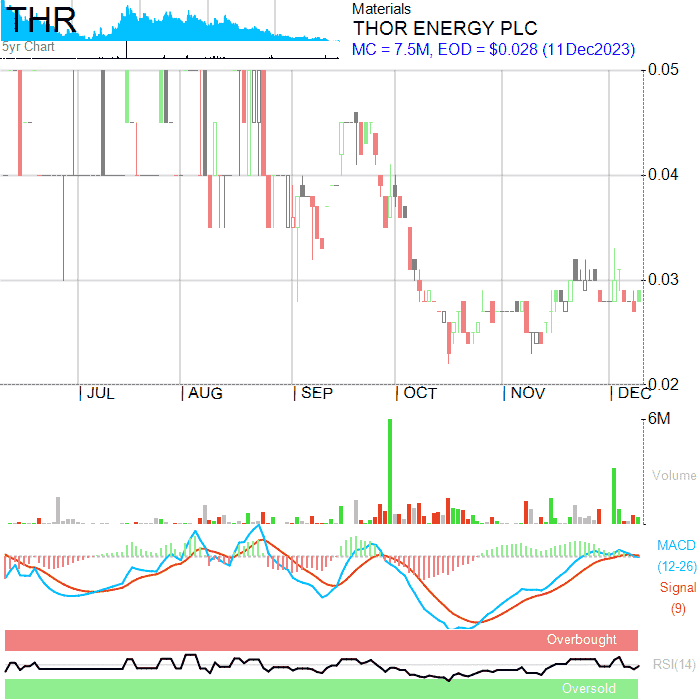 THR
5yr Chart
Materials
THOR ENERGY PLC
MC = 7.5M, EOD = $0.028 (11Dec2023)
0.05
0.04
0.03
0.02
JUL
AUG
SEP
OCT
NOV
DEC
6M
Volume
MACD
(12-26)
Signal
(9)
Overbought
RSI(14)
Oversold